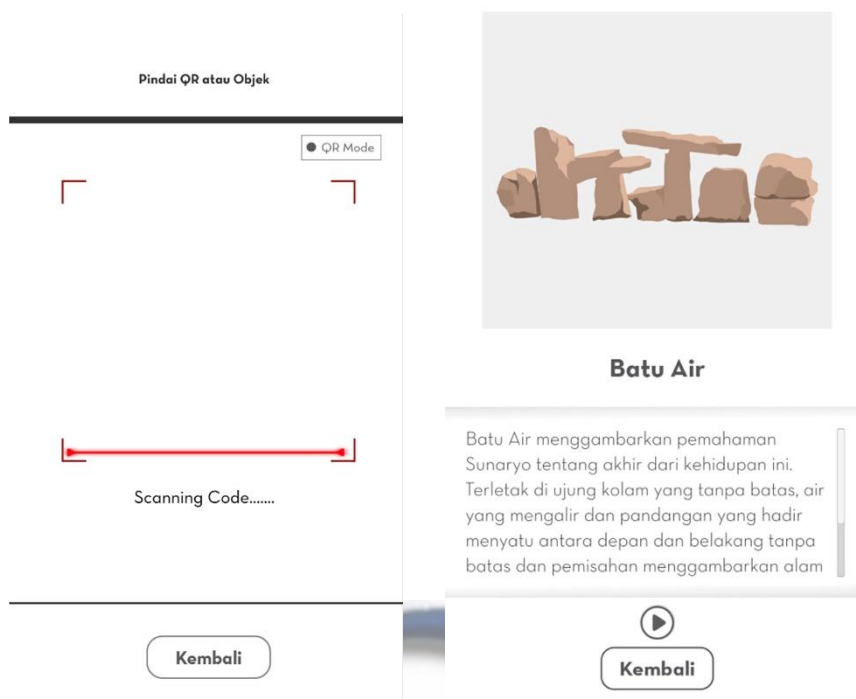 Pindai QR atau Objek
QR Mode
Scanning Code.......
Kembali
Batu Air
Batu Air menggambarkan pemahaman
Sunaryo tentang akhir dari kehidupan ini.
Terletak di ujung kolam yang tanpa batas, air
yang mengalir dan pandangan yang hadir
menyatu antara depan dan belakang tanpa
batas dan pemisahan menggambarkan alam
Kembali